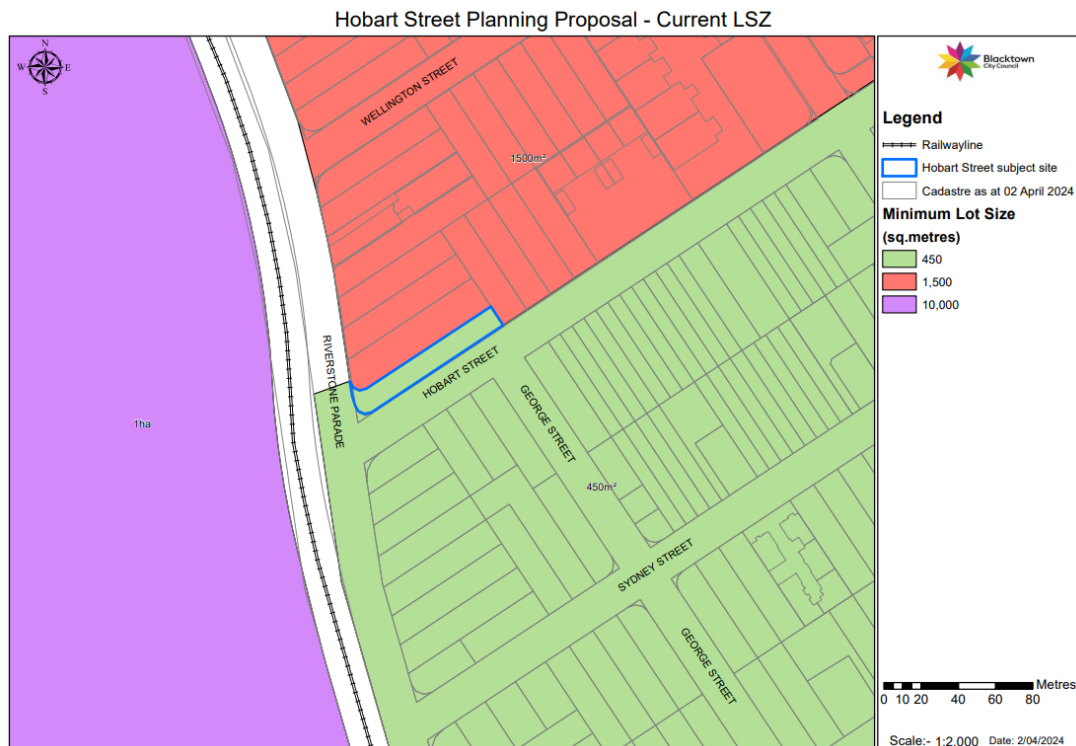 Hobart Street Planning Proposal - Current LSZ
N
W
E
S
WELLINGTON STREET
1500m²
RIVERSTONE PARADE
HOBART STREET
GEORGE STREET
1ha
450m²
SYDNEY STREET
GEORGE STREET
Blacktown
City Council
Legend
Railwayline
Hobart Street subject site
Cadastre as at 02 April 2024
Minimum Lot Size
(sq.metres)
450
1,500
10,000
Metres
0 10 20 40 60 80
Scale:- 1:2,000 Date: 2/04/2024